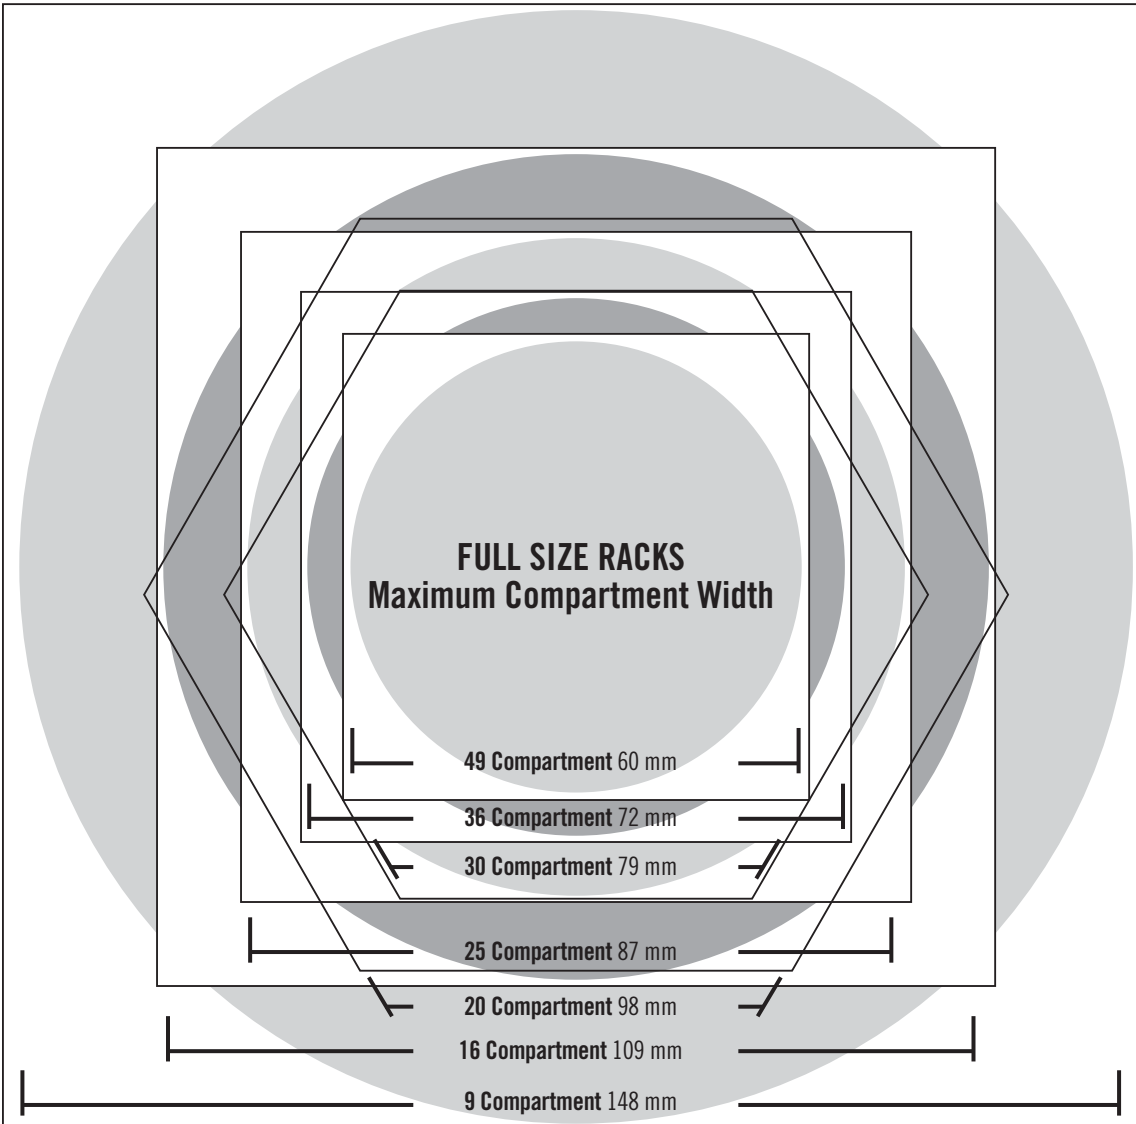 FULL SIZE RACKS
Maximum Compartment Width
49 Compartment 60 mm
36 Compartment 72 mm
30 Compartment 79 mm
25 Compartment 87 mm
20 Compartment 98 mm
16 Compartment 109 mm
9 Compartment 148 mm